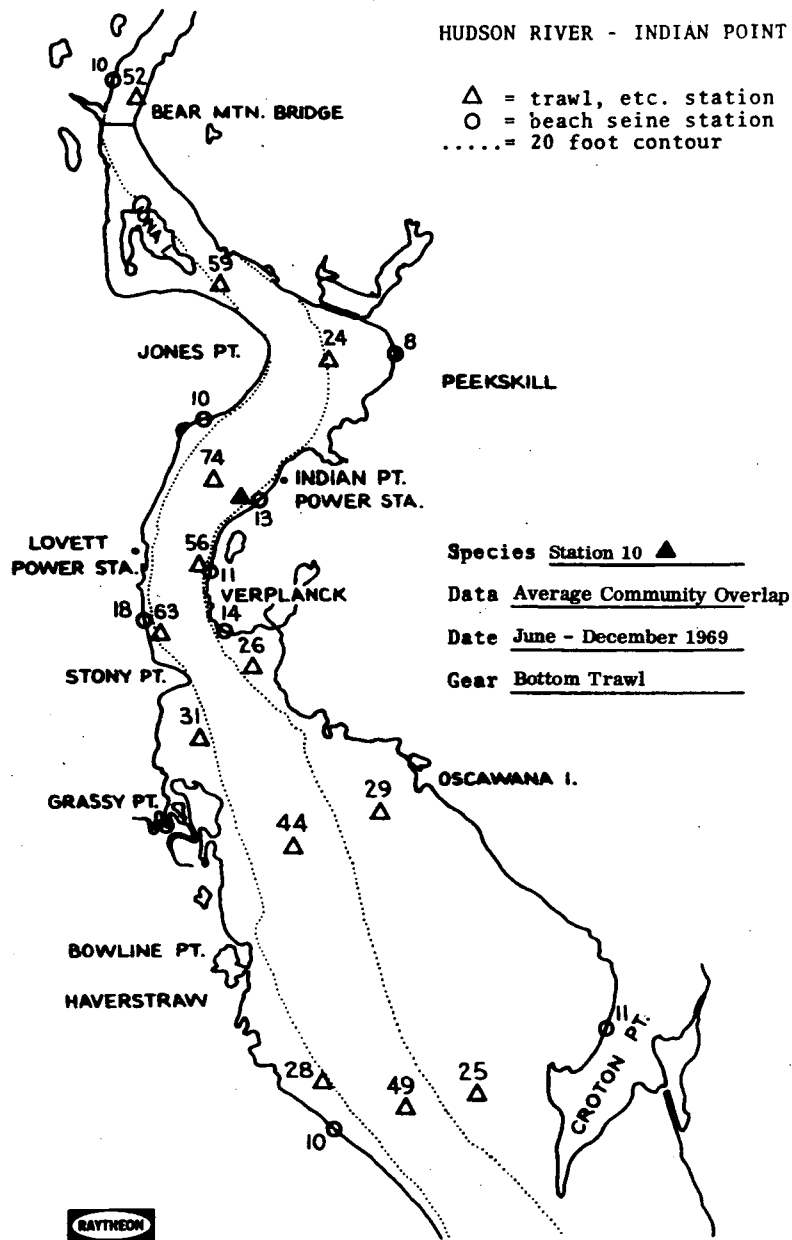 HUDSON RIVER - INDIAN POINT
△ = trawl, etc. station
○ = beach seine station
.....= 20 foot contour
10
52
BEAR MTN. BRIDGE
IONA I.
59
24
8
JONES PT.
PEEKSKILL
10
74
INDIAN PT.
POWER STA.
13
LOVETT
POWER STA.
56
11
VERPLANCK
Species Station 10 ▲
Data Average Community Overlap
Date June - December 1969
Gear Bottom Trawl
18
63
14
26
STONY PT.
31
OSCAWANA I.
GRASSY PT.
29
44
BOWLINE PT.
HAVERSTRAW
11
CROTON PT.
28
49
25
10
RAYTHEON